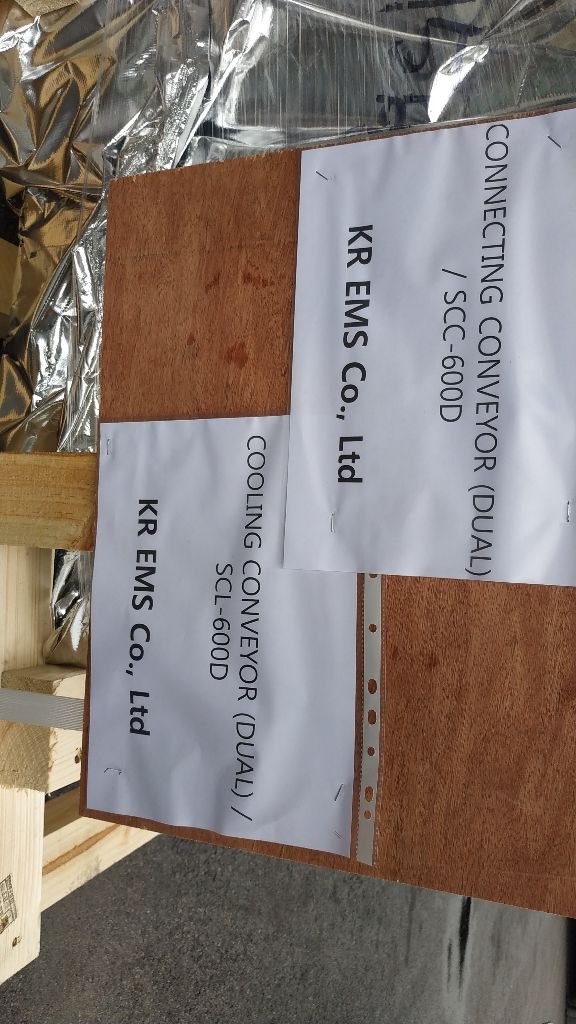 CONNECTING CONVEYOR (DUAL)
/ SCC-600D
KR EMS Co., Ltd
COOLING CONVEYOR (DUAL) /
SCL-600D
KR EMS Co., Ltd